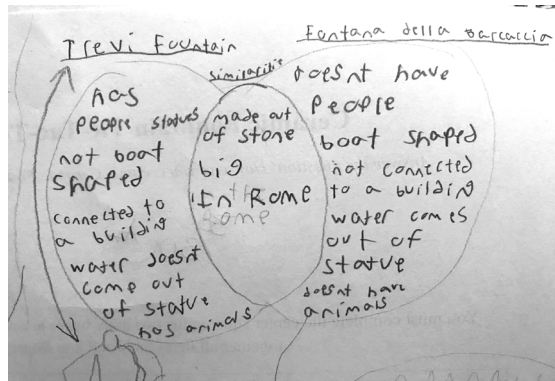 Trevi Fountain
Fontana della Barcaccia
similarities
has
people statues
not boat
shaped
connected to
a building
water doesnt
come out
of statue
has animals
made out
of stone
big
In Rome
doesnt have
people
boat shaped
not connected
to a building
water comes
out of
statue
doesnt have
animals